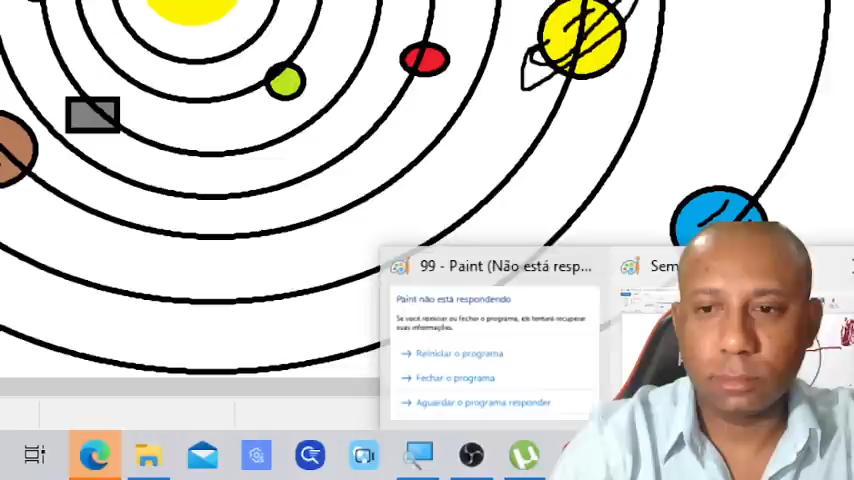 99 - Paint (Não está resp...
Sem
Paint não está respondendo
Se você reiniciar ou fechar o programa, ele tentará recuperar
suas informações.
Reiniciar o programa
Fechar o programa
Aguardar o programa responder